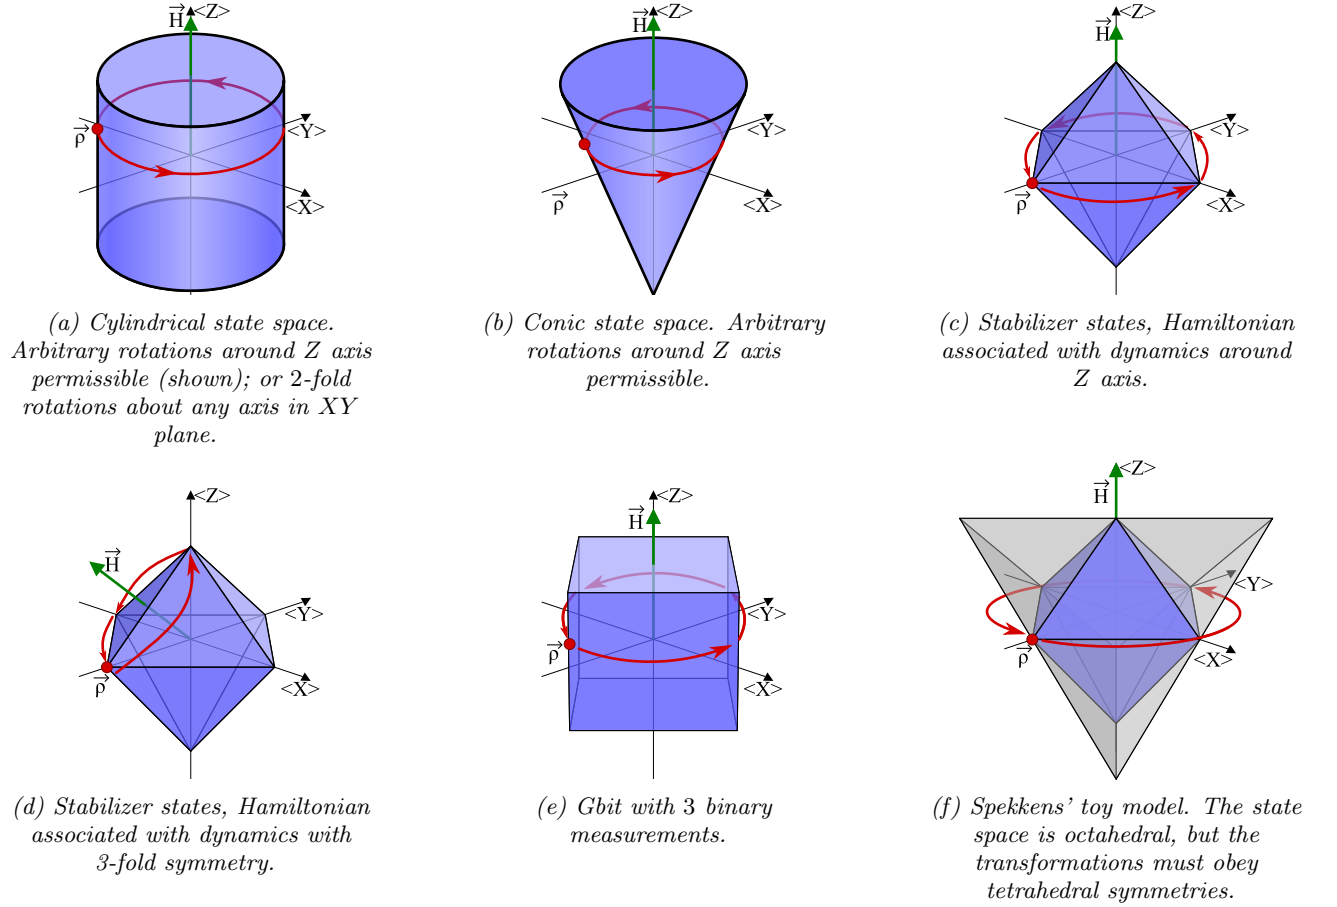 H⃗ <Z>
<Y>
ρ⃗
<X>
(a) Cylindrical state space.
Arbitrary rotations around Z axis
permissible (shown); or 2-fold
rotations about any axis in XY
plane.
H⃗ <Z>
<Y>
ρ⃗
<X>
(b) Conic state space. Arbitrary
rotations around Z axis
permissible.
<Z>
H⃗
<Y>
ρ⃗
<X>
(c) Stabilizer states, Hamiltonian
associated with dynamics around
Z axis.
<Z>
H⃗
<Y>
ρ⃗
<X>
(d) Stabilizer states, Hamiltonian
associated with dynamics with
3-fold symmetry.
<Z>
H⃗
<Y>
ρ⃗
<X>
(e) Gbit with 3 binary
measurements.
<Z>
H⃗
<Y>
ρ⃗
<X>
(f) Spekkens' toy model. The state
space is octahedral, but the
transformations must obey
tetrahedral symmetries.